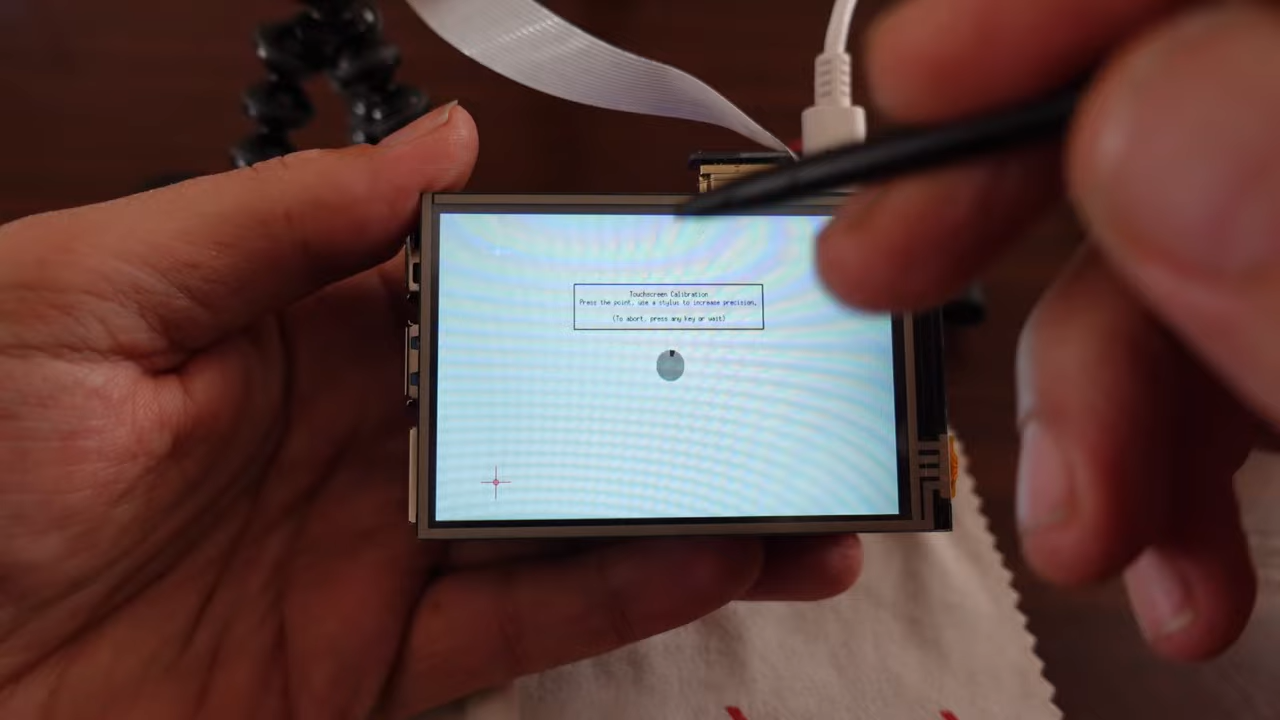 Touchscreen Calibration
Press the point, use a stylus to increase precision.
(To abort, press any key or wait)